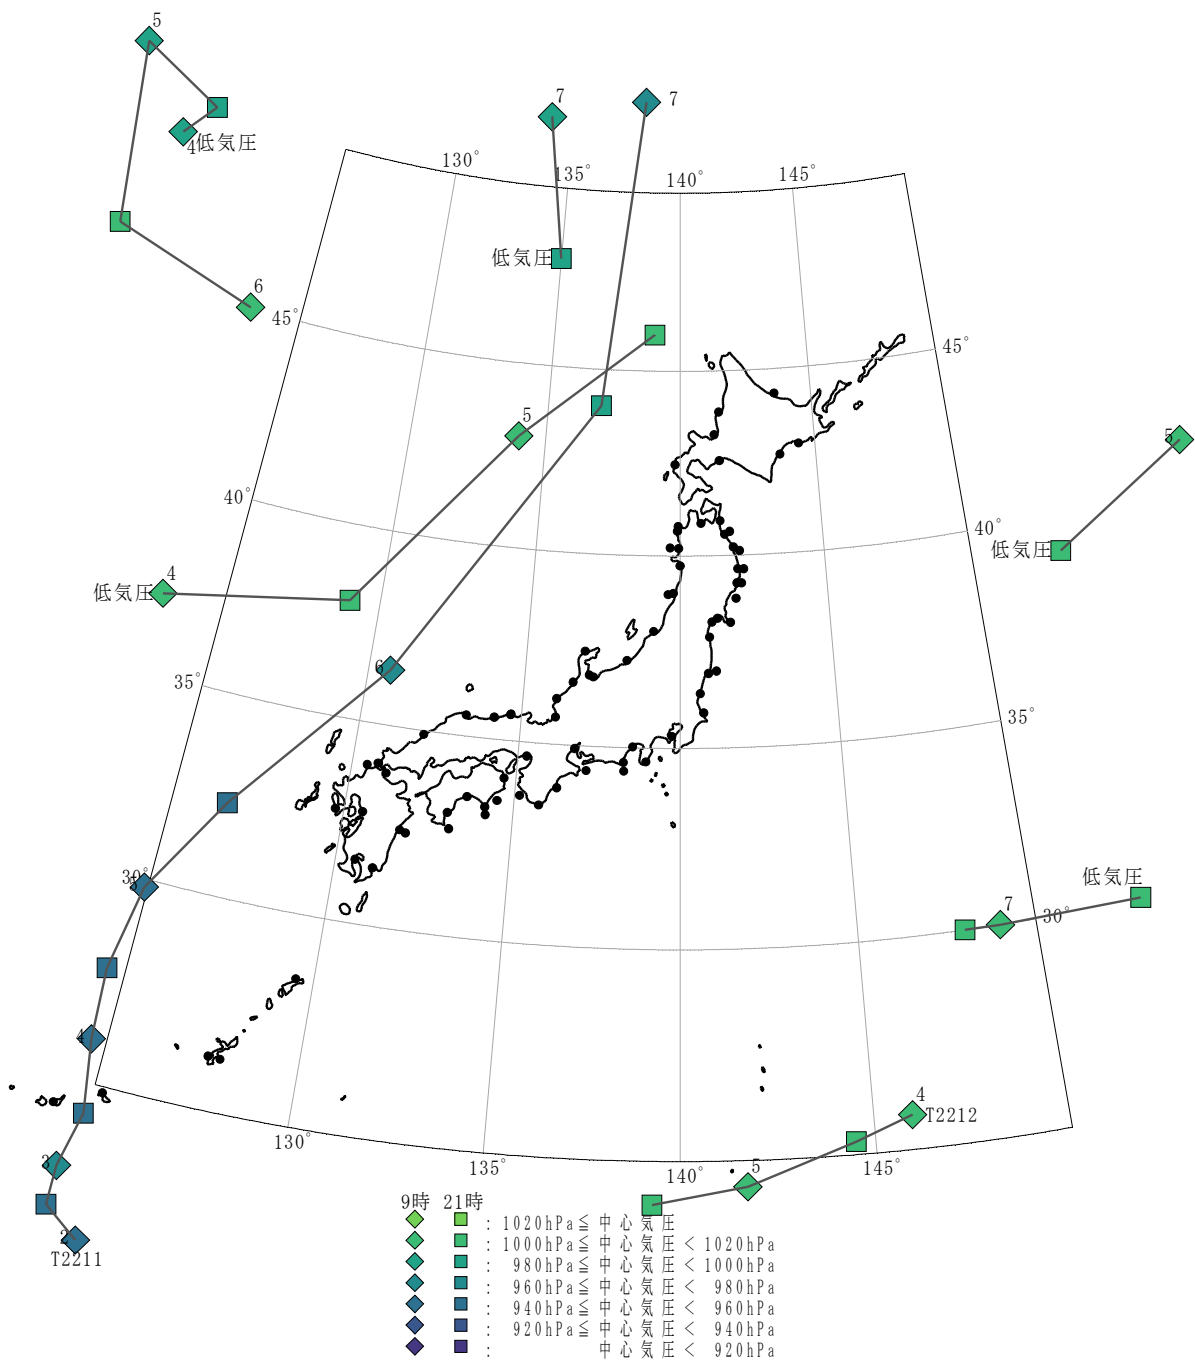 5
4低気圧
6
7
7
低気圧
130°
135°
140°
145°
45°
45°
5
5
低気圧
40°
40°
低気圧
4
6
35°
35°
低気圧
7
30°
30°
5
4
3
2
T2211
4
T2212
5
130°
135°
140°
145°
9時 21時
: 1020hPa≦中心気圧
: 1000hPa≦中心気圧< 1020hPa
: 980hPa≦中心気圧< 1000hPa
: 960hPa≦中心気圧< 980hPa
: 940hPa≦中心気圧< 960hPa
: 920hPa≦中心気圧< 940hPa
: 中心気圧< 920hPa